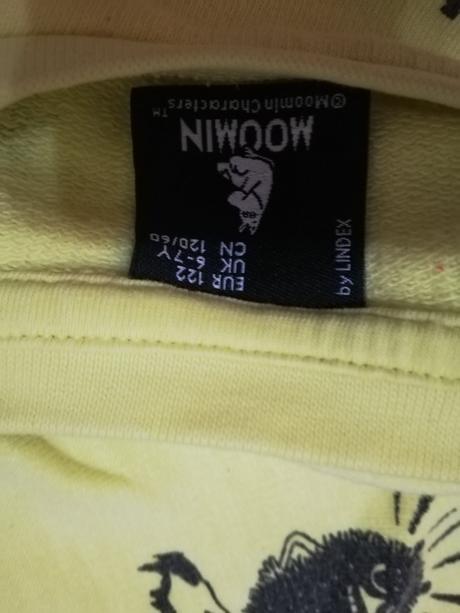 EUR 122
UK 6-7Y
CN 120/60
MOOMIN
™
©Moomin Characters
by LINDEX